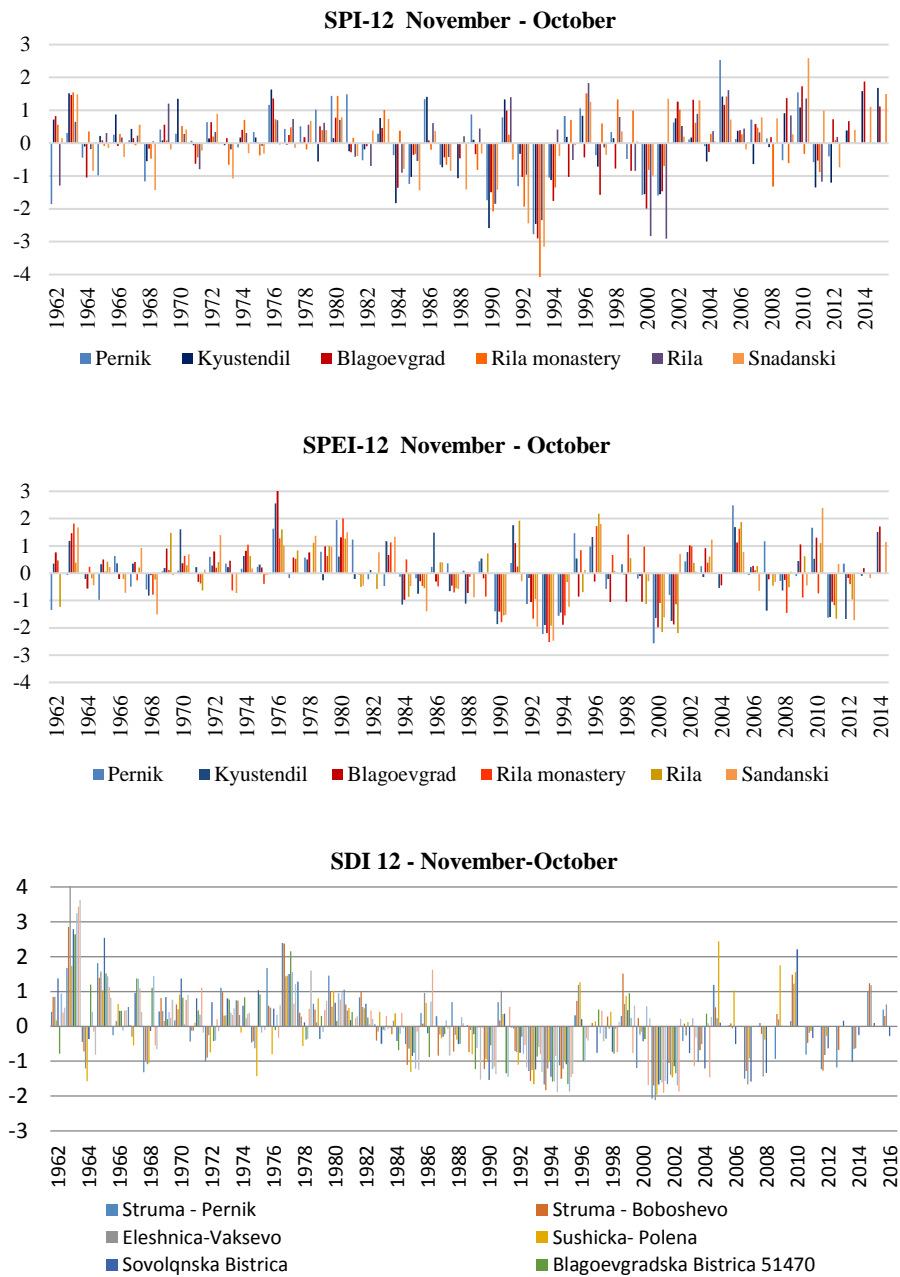 SPI-12 November - October
3
2
1
0
-1
-2
-3
-4
1962 1964 1966 1968 1970 1972 1974 1976 1978 1980 1982 1984 1986 1988 1990 1992 1994 1996 1998 2000 2002 2004 2006 2008 2010 2012 2014
Pernik Kyustendil Blagoevgrad Rila monastery Rila Snadanski
SPEI-12 November - October
3
2
1
0
-1
-2
-3
-4
1962 1964 1966 1968 1970 1972 1974 1976 1978 1980 1982 1984 1986 1988 1990 1992 1994 1996 1998 2000 2002 2004 2006 2008 2010 2012 2014
Pernik Kyustendil Blagoevgrad Rila monastery Rila Sandanski
SDI 12 - November-October
4
3
2
1
0
-1
-2
-3
1962 1964 1966 1968 1970 1972 1974 1976 1978 1980 1982 1984 1986 1988 1990 1992 1994 1996 1998 2000 2002 2004 2006 2008 2010 2012 2014 2016
Struma - Pernik Struma - Boboshevo
Eleshnica-Vaksevo Sushicka- Polena
Sovolqnska Bistrica Blagoevgradska Bistrica 51470